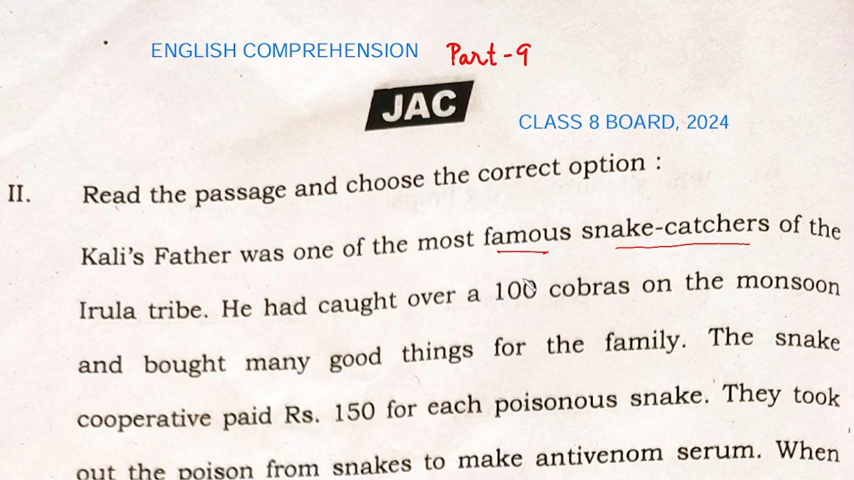 ENGLISH COMPREHENSION Part-9
JAC
CLASS 8 BOARD, 2024
II. Read the passage and choose the correct option :
Kali's Father was one of the most famous snake-catchers of the
Irula tribe. He had caught over a 100 cobras on the monsoon
and bought many good things for the family. The snake
cooperative paid Rs. 150 for each poisonous snake. They took
out the poison from snakes to make antivenom serum. When